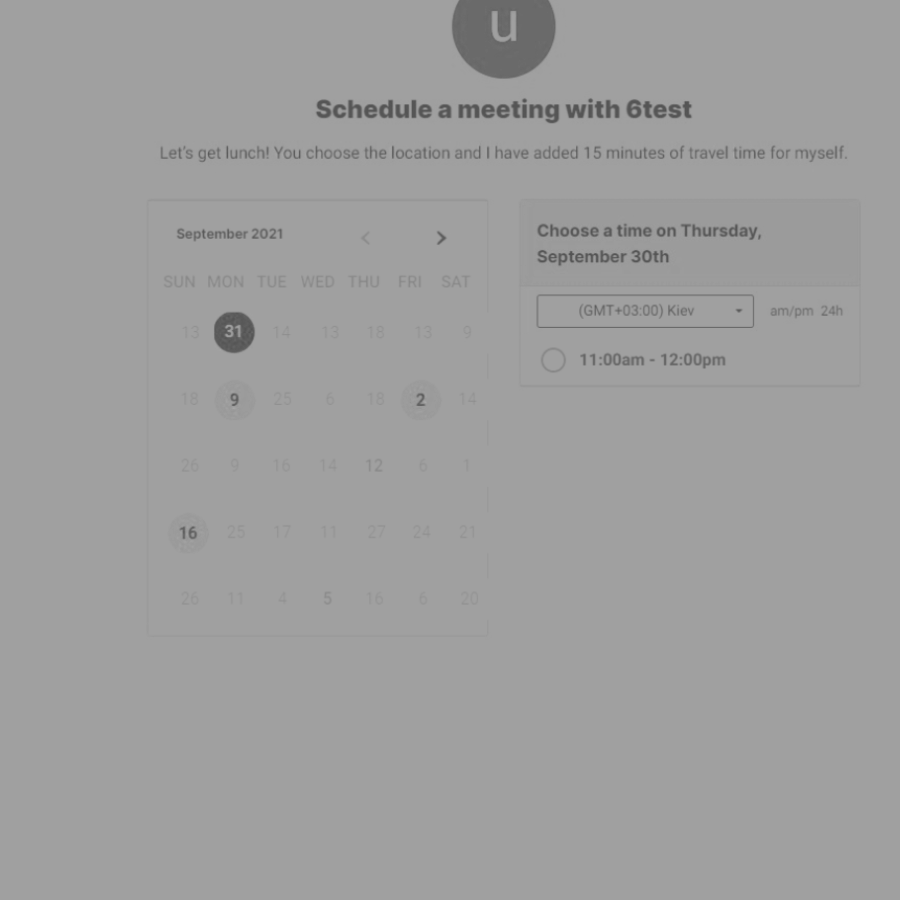 u
Schedule a meeting with 6test
Let's get lunch! You choose the location and I have added 15 minutes of travel time for myself.
September 2021
SUN MON TUE WED THU FRI SAT
13 31 14 13 18 13 9
18 9 25 6 18 2 14
26 9 16 14 12 6 1
16 25 17 11 27 24 21
26 11 4 5 16 6 20
Choose a time on Thursday,
September 30th
(GMT+03:00) Kiev
am/pm 24h
11:00am - 12:00pm